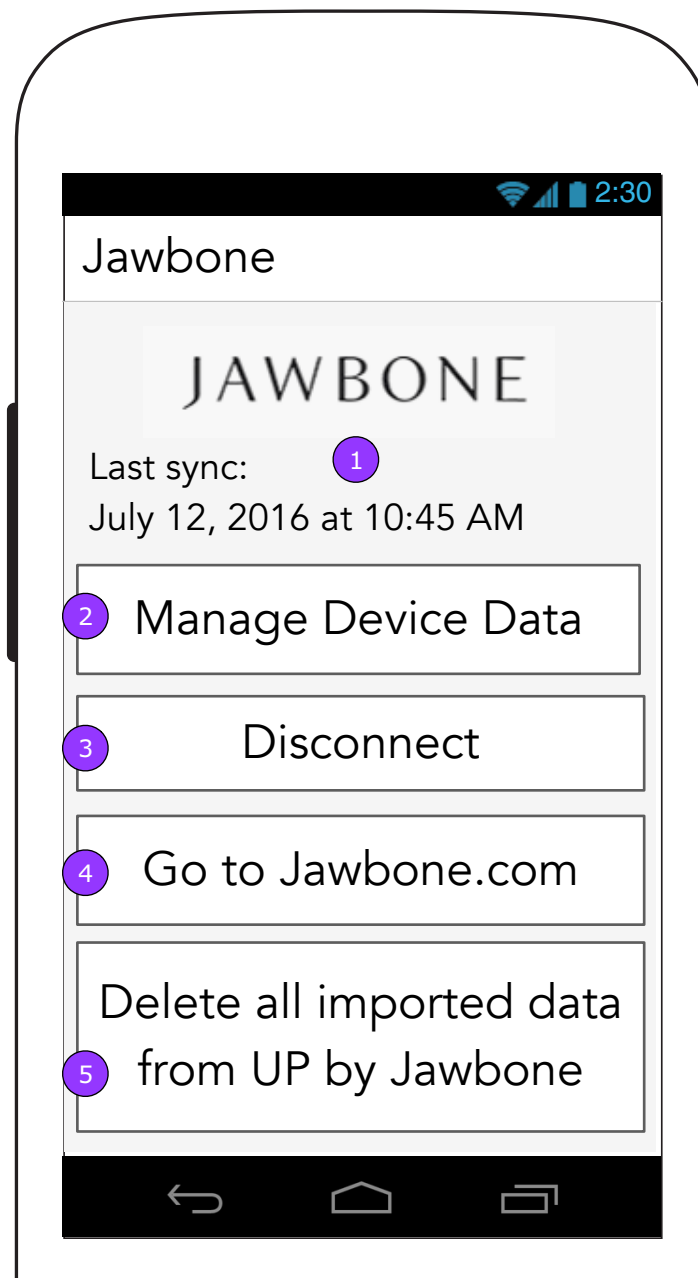 2:30
Jawbone
JAWBONE
1
Last sync:
July 12, 2016 at 10:45 AM
2
Manage Device Data
3
Disconnect
4
Go to Jawbone.com
Delete all imported data
5
from UP by Jawbone